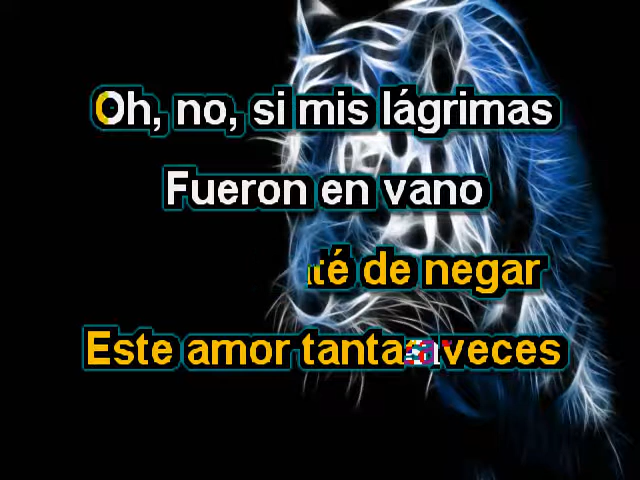 Oh, no, si mis lágrimas
Fueron en vano
té de negar
Este amor tantas veces